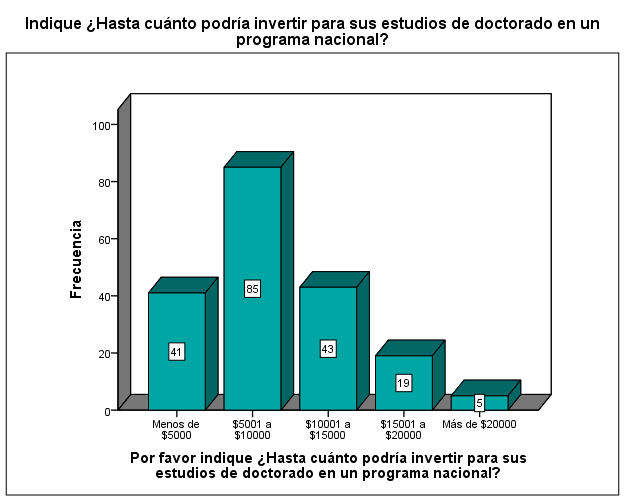 Indique ¿Hasta cuánto podría invertir para sus estudios de doctorado en un
programa nacional?
Frecuencia
100
80
60
40
20
0
41
85
43
19
5
Menos de
$5000
$5001 a
$10000
$10001 a
$15000
$15001 a
$20000
Más de $20000
Por favor indique ¿Hasta cuánto podría invertir para sus
estudios de doctorado en un programa nacional?